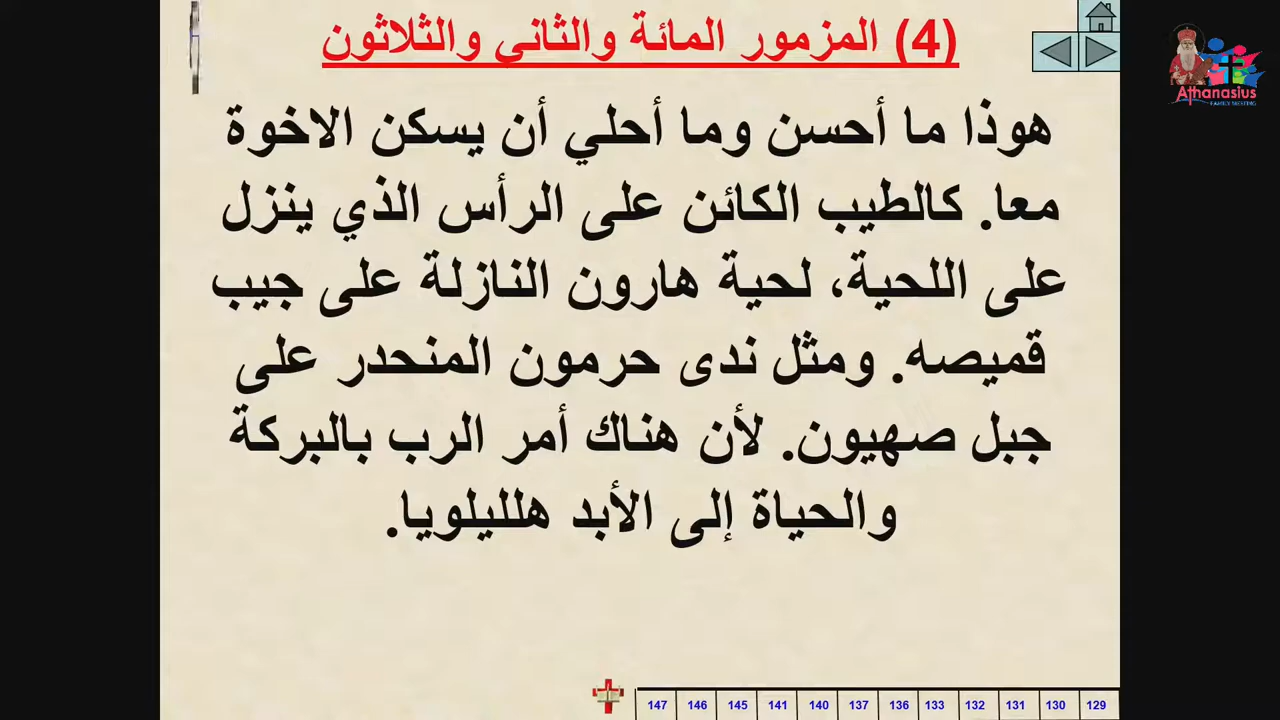 (4) المزمور المائة والثاني والثلاثون
هوذا ما أحسن وما أحلي أن يسكن الاخوة
معا. كالطيب الكائن على الرأس الذي ينزل
على اللحية، لحية هارون النازلة على جيب
قميصه. ومثل ندى حرمون المنحدر على
جبل صهيون. لأن هناك أمر الرب بالبركة
والحياة إلى الأبد هلليلويا.
Athanasius
FAMILY MEETING
147 146 145 141 140 137 136 133 132 131 130 129